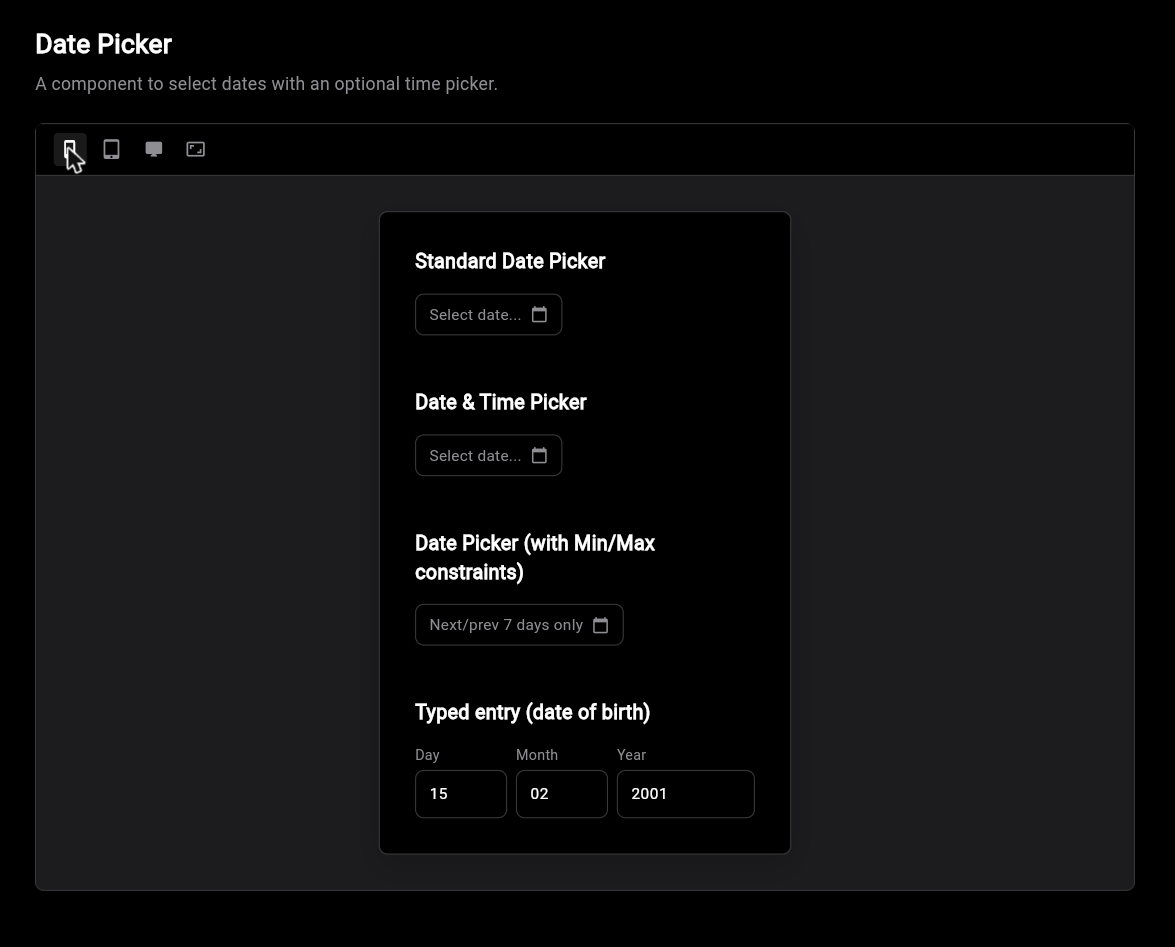 Date Picker
A component to select dates with an optional time picker.
Standard Date Picker
Select date...
Date & Time Picker
Select date...
Date Picker (with Min/Max
constraints)
Next/prev 7 days only
Typed entry (date of birth)
Day Month Year
15 02 2001